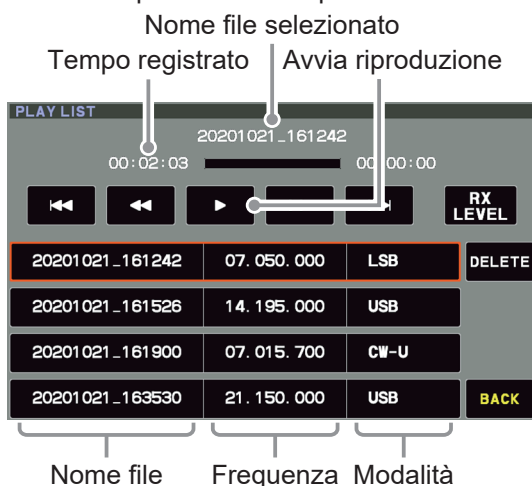 Nome file selezionato
Tempo registrato Avvia riproduzione
PLAY LIST
20201021_161242
00:02:03 00:00:00
RX LEVEL
20201021_161242 07.050.000 LSB DELETE
20201021_161526 14.195.000 USB
20201021_161900 07.015.700 CW-U
20201021_163530 21.150.000 USB BACK
Nome file Frequenza Modalità